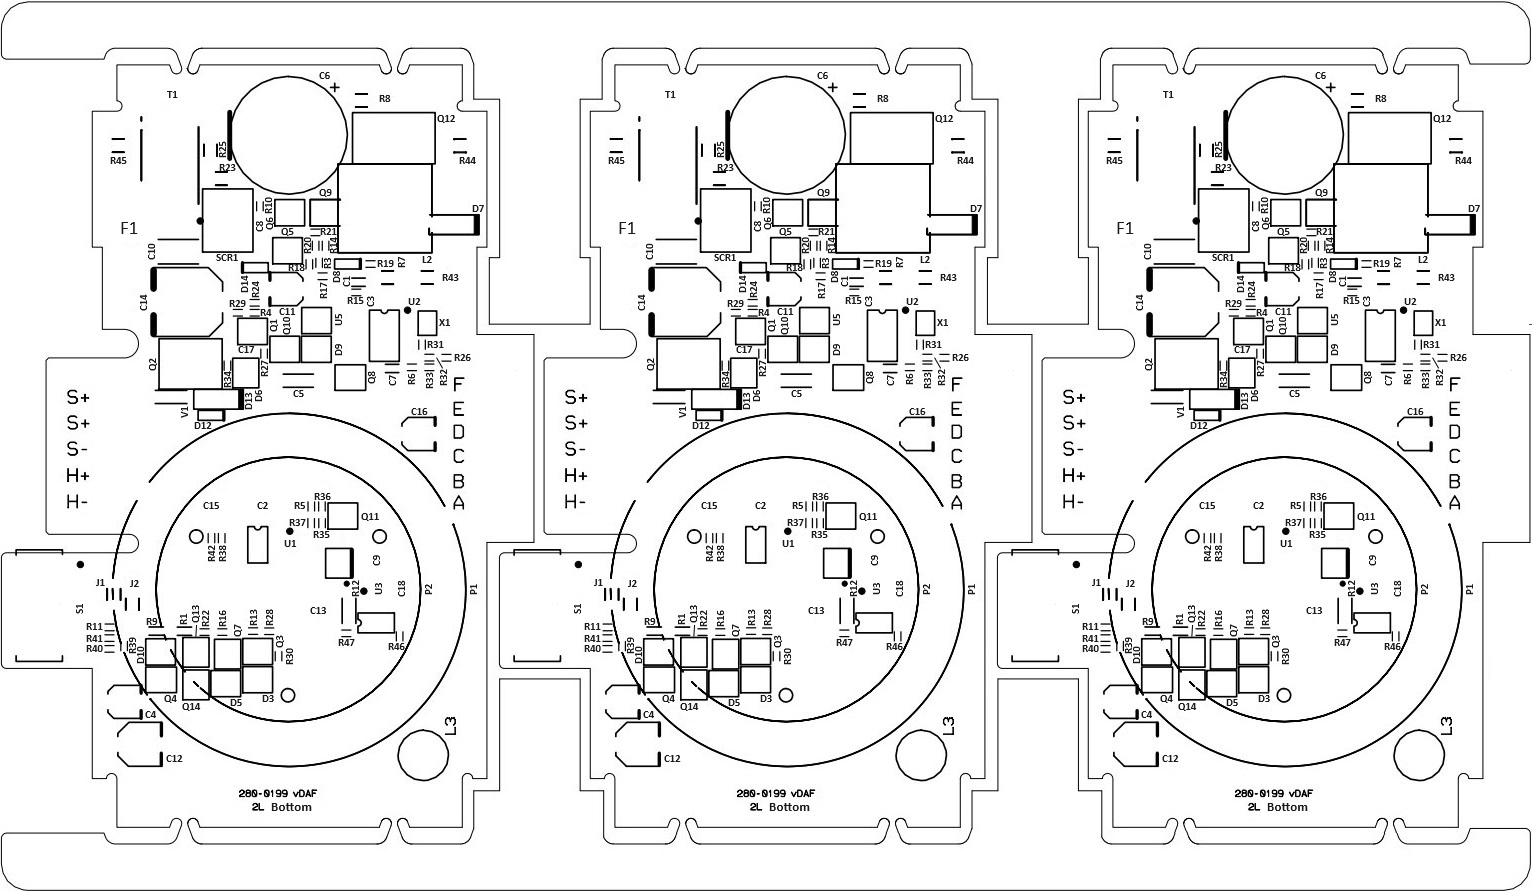 C6
+
T1
R8
Q12
R25
R45
R44
R23
Q9
R10
D7
C8
Q6
F1
Q5
R21
R20
R14
C10
SCR1
R18
R3
R19
R7
L2
D14
D8
R43
C1
R17
R24
R15
C14
R29
R4
C11
C3
U2
Q1
Q10
U5
X1
C17
D9
R31
Q2
R27
R26
R34
Q8
C7
R6
R33
R32
F
S+
D13
D6
C5
V1
C16
E
S+
D12
D
S-
C
H+
B
H-
A
R36
C15
C2
R5
Q11
R37
R35
U1
R42
R38
C9
J1
J2
R12
U3
C18
P2
P1
S1
C13
R9
R1
Q13
R22
R16
R13
R28
R11
Q7
R41
R39
Q3
R47
R46
R40
D10
R30
Q4
D5
D3
Q14
C4
L3
C12
280-0199 vDAF
2L Bottom
C6
+
T1
R8
Q12
R25
R45
R44
R23
Q9
R10
D7
C8
Q6
F1
Q5
R21
R20
R14
C10
SCR1
R18
R3
R19
R7
L2
D14
D8
R43
C1
R17
R24
R15
C14
R29
R4
C11
C3
U2
Q1
Q10
U5
X1
C17
D9
R31
Q2
R27
R26
R34
Q8
C7
R6
R33
R32
F
S+
D13
D6
C5
V1
C16
E
S+
D12
D
S-
C
H+
B
H-
A
R36
C15
C2
R5
Q11
R37
R35
U1
R42
R38
C9
J1
J2
R12
U3
C18
P2
P1
S1
C13
R9
R1
Q13
R22
R16
R13
R28
R11
Q7
R41
R39
Q3
R47
R46
R40
D10
R30
Q4
D5
D3
Q14
C4
L3
C12
280-0199 vDAF
2L Bottom
C6
+
T1
R8
Q12
R25
R45
R44
R23
Q9
R10
D7
C8
Q6
F1
Q5
R21
R20
R14
C10
SCR1
R18
R3
R19
R7
L2
D14
D8
R43
C1
R17
R24
R15
C14
R29
R4
C11
C3
U2
Q1
Q10
U5
X1
C17
D9
R31
Q2
R27
R26
R34
Q8
C7
R6
R33
R32
F
S+
D13
D6
C5
V1
C16
E
S+
D12
D
S-
C
H+
B
H-
A
R36
C15
C2
R5
Q11
R37
R35
U1
R42
R38
C9
J1
J2
R12
U3
C18
P2
P1
S1
C13
R9
R1
Q13
R22
R16
R13
R28
R11
Q7
R41
R39
Q3
R47
R46
R40
D10
R30
Q4
D5
D3
Q14
C4
L3
C12
280-0199 vDAF
2L Bottom